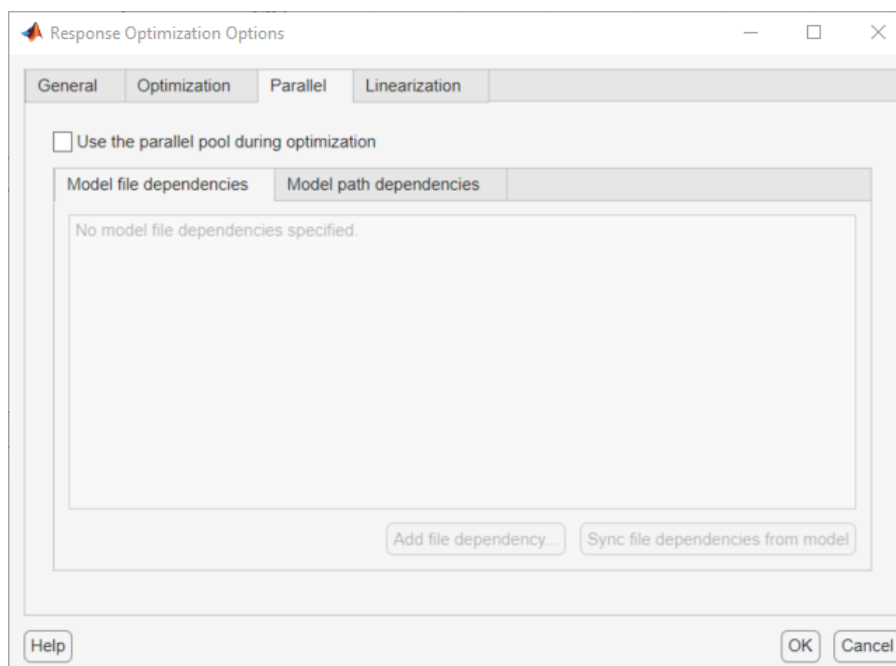 Response Optimization Options
General Optimization Parallel Linearization
Use the parallel pool during optimization
Model file dependencies Model path dependencies
No model file dependencies specified.
Add file dependency... Sync file dependencies from model
Help OK Cancel